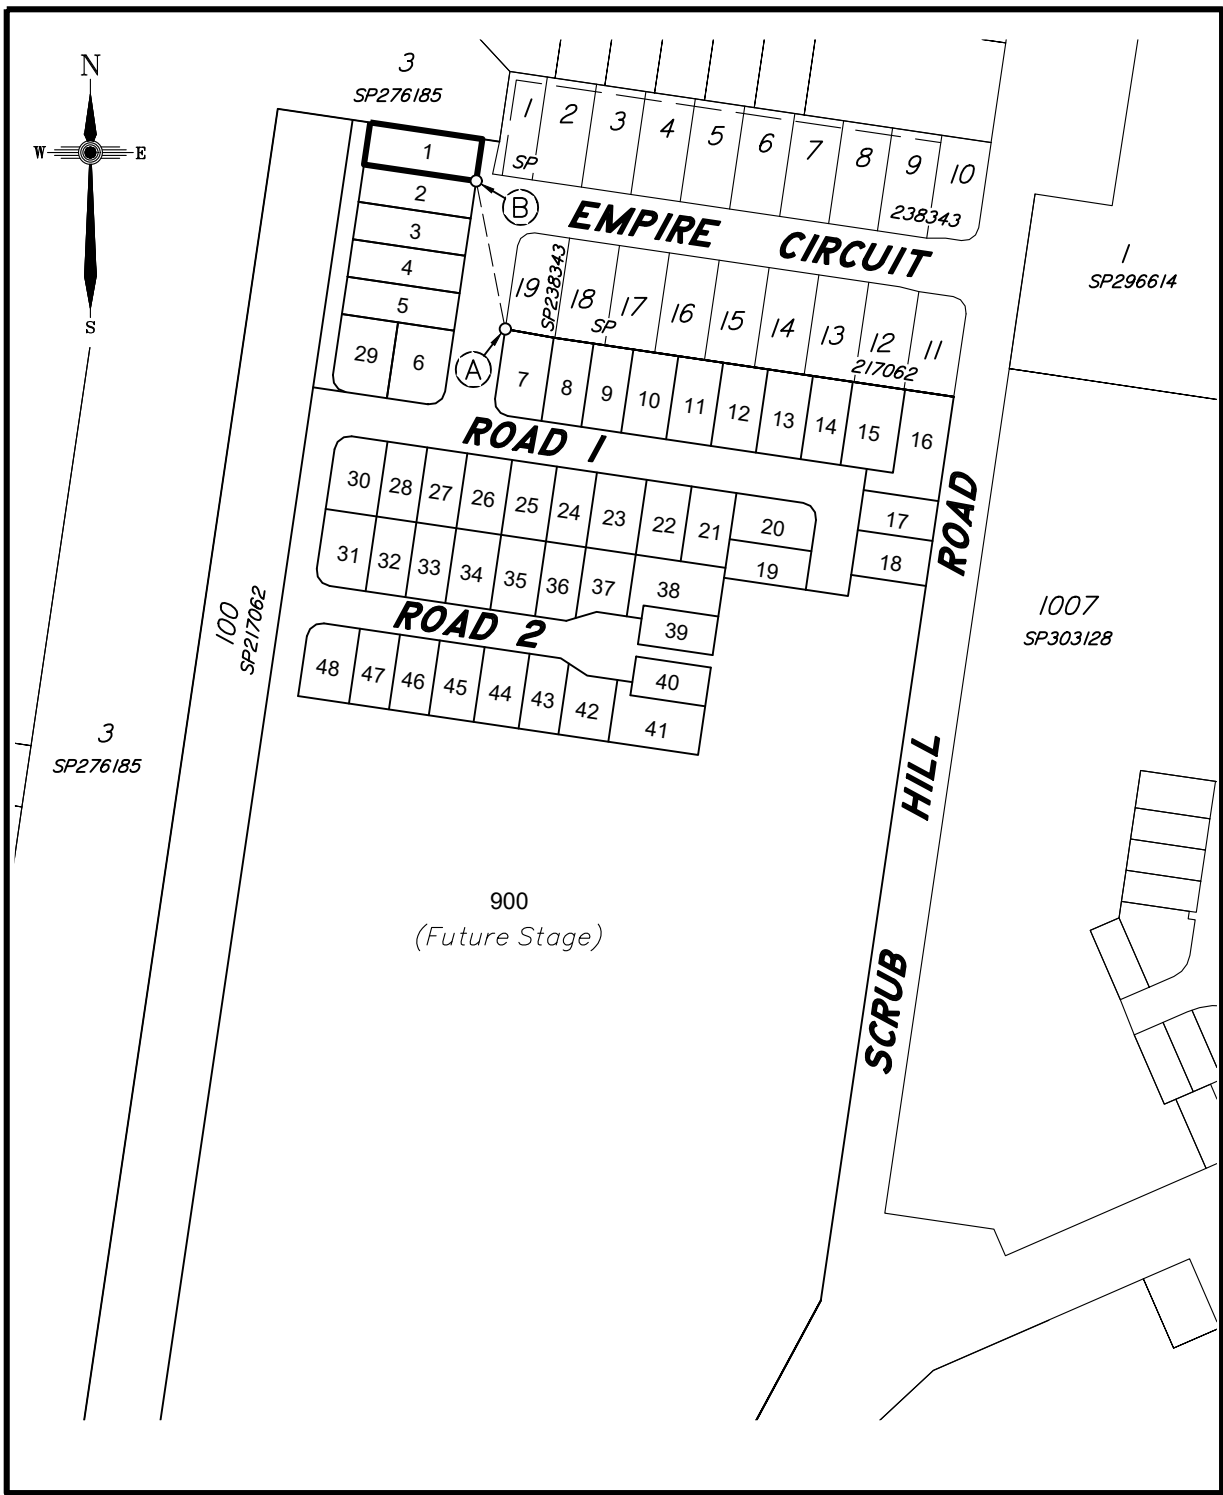 N
W E
S
3
SP276185
1 2 3 4 5 6 7 8 9 10
SP
238343
1
2
3
4
5
29 6
B
A
EMPIRE CIRCUIT
19 18 17 16 15 14 13 12 11
SP238343
SP
217062
1
SP296614
7 8 9 10 11 12 13 14 15 16
ROAD 1
30 28 27 26 25 24 23 22 21 20
17
18
19
31 32 33 34 35 36 37 38
39
ROAD 2
48 47 46 45 44 43 42 41
40
100
SP217062
3
SP276185
1007
SP303128
SCRUB HILL ROAD
900
(Future Stage)